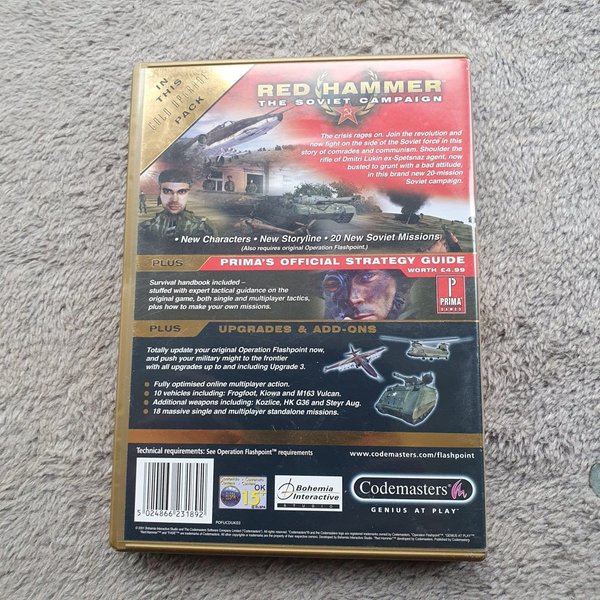 IN THIS
GOLD UPGRADE
PACK
RED HAMMER
THE SOVIET CAMPAIGN
The crisis rages on. Join the revolution and
now fight on the side of the Soviet force in this
story of comrades and communism. Shoulder the
rifle of Dmitri Lukin ex-Spetsnaz agent, now
busted to grunt with a bad attitude,
in this brand new 20-mission
Soviet campaign.
• New Characters • New Storyline • 20 New Soviet Missions
(Also requires original Operation Flashpoint.)
PLUS PRIMA'S OFFICIAL STRATEGY GUIDE
WORTH £4.99
Survival handbook included –
stuffed with expert tactical guidance on the
original game, both single and multiplayer tactics,
plus how to make your own missions.
PRIMA
GAMES
PLUS UPGRADES & ADD-ONS
Totally update your original Operation Flashpoint now,
and push your military might to the frontier
with all upgrades up to and including Upgrade 3.
• Fully optimised online multiplayer action.
• 10 vehicles including: Frogfoot, Kiowa and M163 Vulcan.
• Additional weapons including: Kozlice, HK G36 and Steyr Aug.
• 18 massive single and multiplayer standalone missions.
Technical requirements: See Operation Flashpoint™ requirements
www.codemasters.com/flashpoint
5 024866 231892
OK
15+
Bohemia
Interactive
STUDIO
Codemasters
GENIUS AT PLAY™
POFUCDUK03